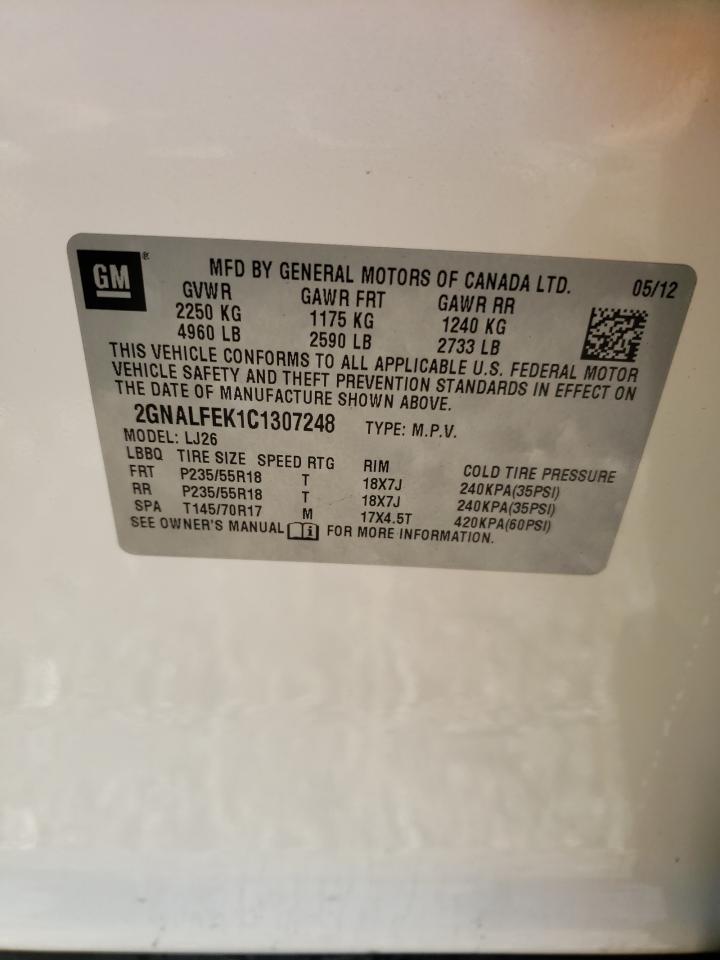 GM ®
MFD BY GENERAL MOTORS OF CANADA LTD. 05/12
GVWR GAWR FRT GAWR RR
2250 KG 1175 KG 1240 KG
4960 LB 2590 LB 2733 LB
THIS VEHICLE CONFORMS TO ALL APPLICABLE U.S. FEDERAL MOTOR
VEHICLE SAFETY AND THEFT PREVENTION STANDARDS IN EFFECT ON
THE DATE OF MANUFACTURE SHOWN ABOVE.
2GNALFEK1C1307248 TYPE: M.P.V.
MODEL: LJ26
LBBQ TIRE SIZE SPEED RTG RIM COLD TIRE PRESSURE
FRT P235/55R18 T 18X7J 240KPA(35PSI)
RR P235/55R18 T 18X7J 240KPA(35PSI)
SPA T145/70R17 M 17X4.5T 420KPA(60PSI)
SEE OWNER'S MANUAL i FOR MORE INFORMATION.